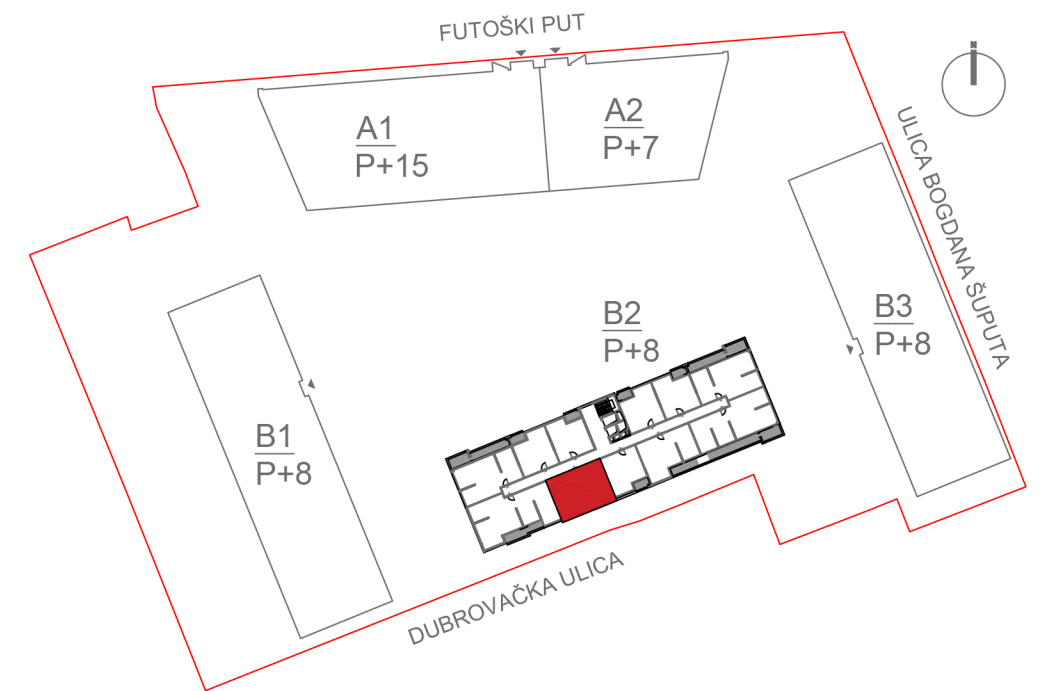 FUTOŠKI PUT
N
A1
P+15
A2
P+7
ULICA BOGDANA ŠUPUTA
B2
P+8
B3
P+8
B1
P+8
DUBROVAČKA ULICA